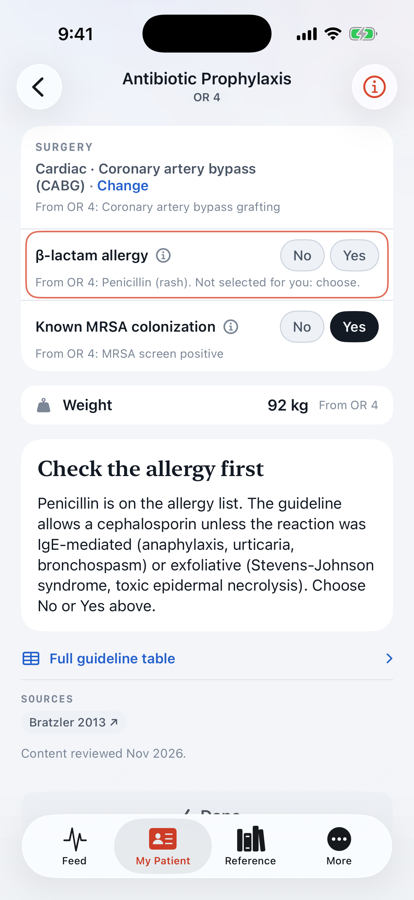 9:41
Antibiotic Prophylaxis
OR 4
SURGERY
Cardiac · Coronary artery bypass
(CABG) · Change
From OR 4: Coronary artery bypass grafting
β-lactam allergy
No
Yes
From OR 4: Penicillin (rash). Not selected for you: choose.
Known MRSA colonization
No
Yes
From OR 4: MRSA screen positive
Weight
92 kg
From OR 4
Check the allergy first
Penicillin is on the allergy list. The guideline
allows a cephalosporin unless the reaction was
IgE-mediated (anaphylaxis, urticaria,
bronchospasm) or exfoliative (Stevens-Johnson
syndrome, toxic epidermal necrolysis). Choose
No or Yes above.
Full guideline table
SOURCES
Bratzler 2013 ↗
Content reviewed Nov 2026.
Feed
My Patient
Reference
More